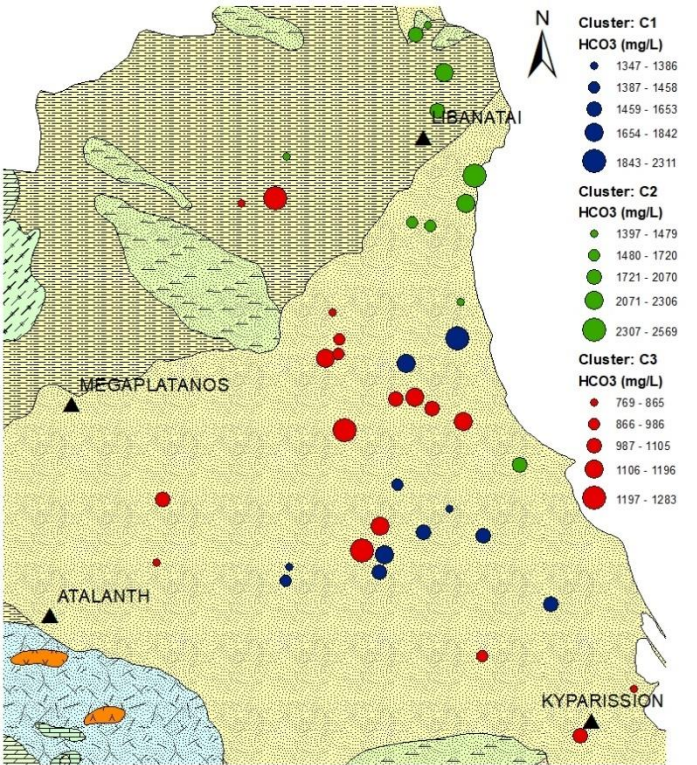 N
Cluster: C1
HCO3 (mg/L)
1347 - 1386
1387 - 1458
1459 - 1653
1654 - 1842
1843 - 2311
Cluster: C2
HCO3 (mg/L)
1397 - 1479
1480 - 1720
1721 - 2070
2071 - 2306
2307 - 2569
Cluster: C3
HCO3 (mg/L)
769 - 865
866 - 986
987 - 1105
1106 - 1196
1197 - 1283
LIBANATAI
MEGAPLATANOS
ATALANTH
KYPARISSION